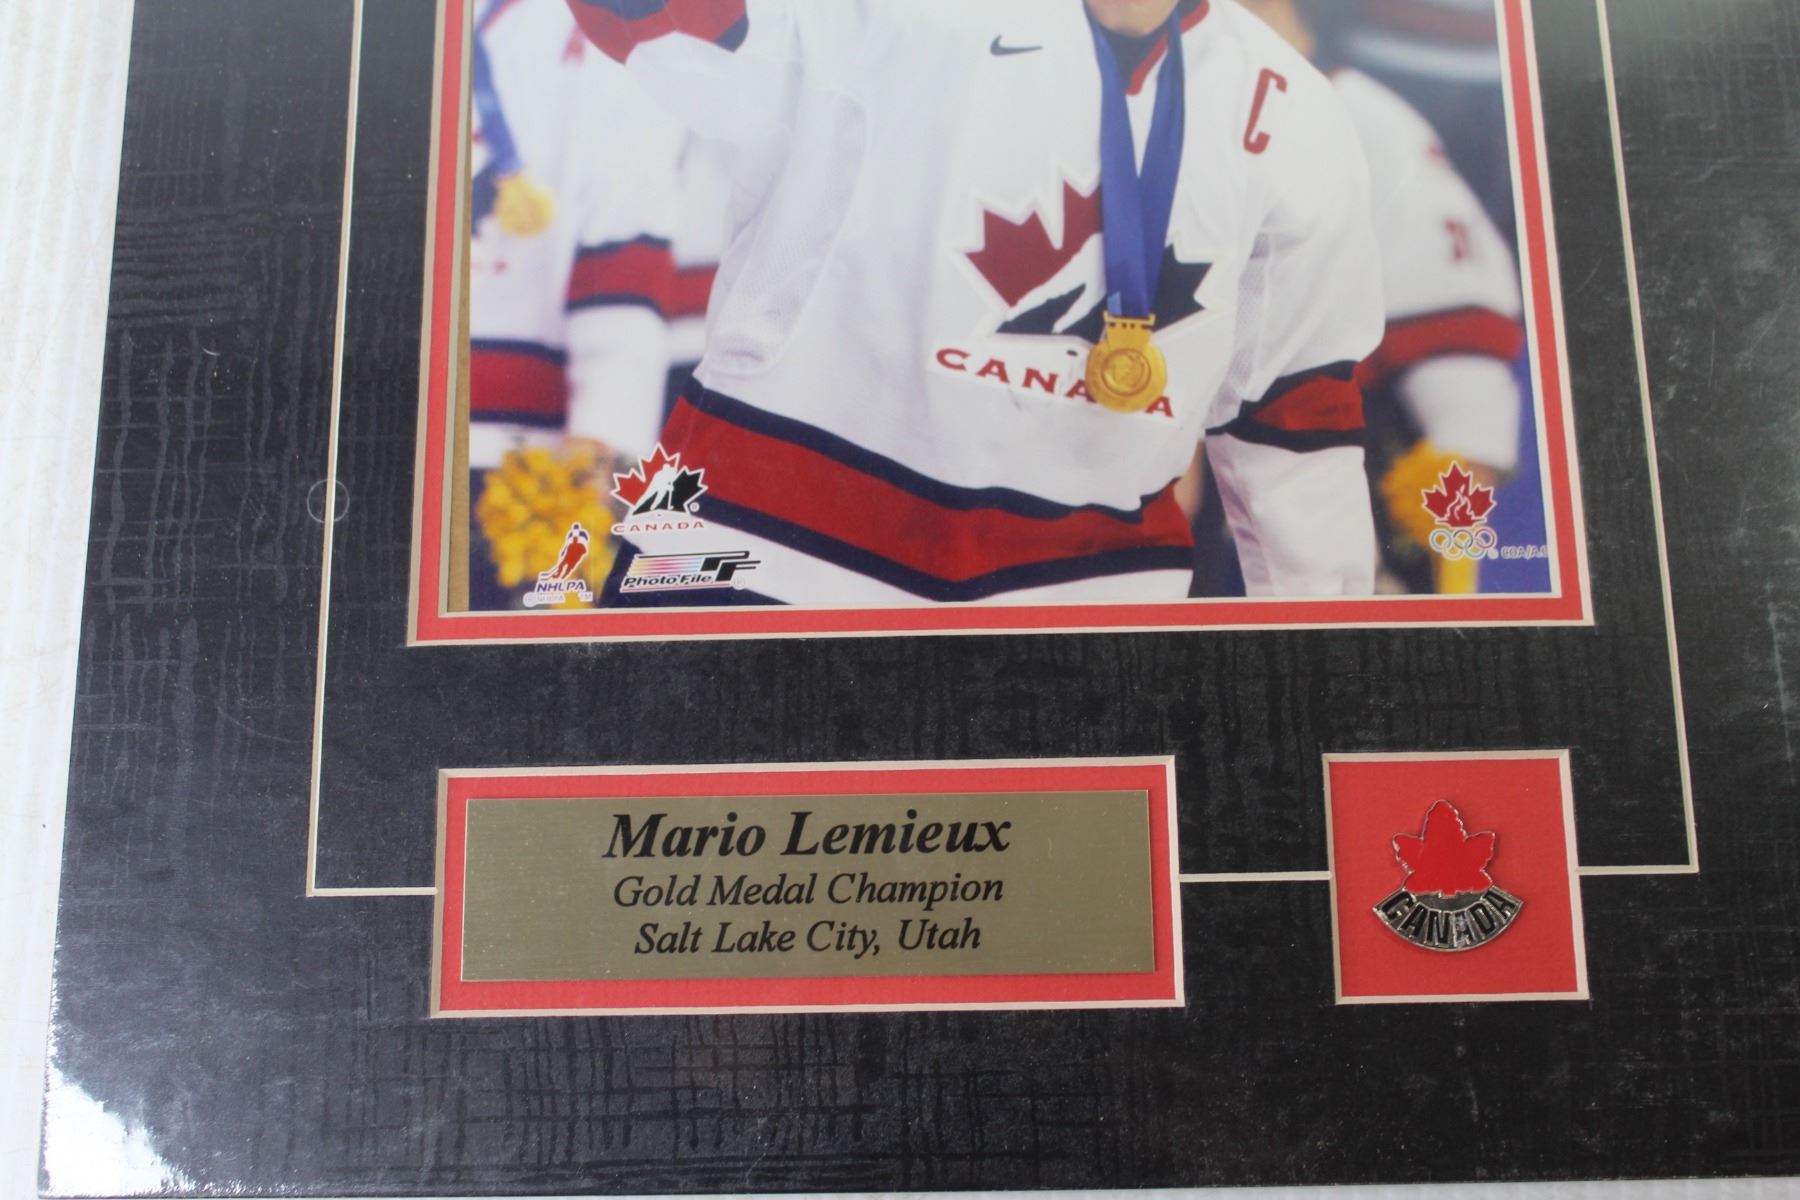 C
CANADA
CANADA
NHLPA
Photo File
Mario Lemieux
Gold Medal Champion
Salt Lake City, Utah
CANADA